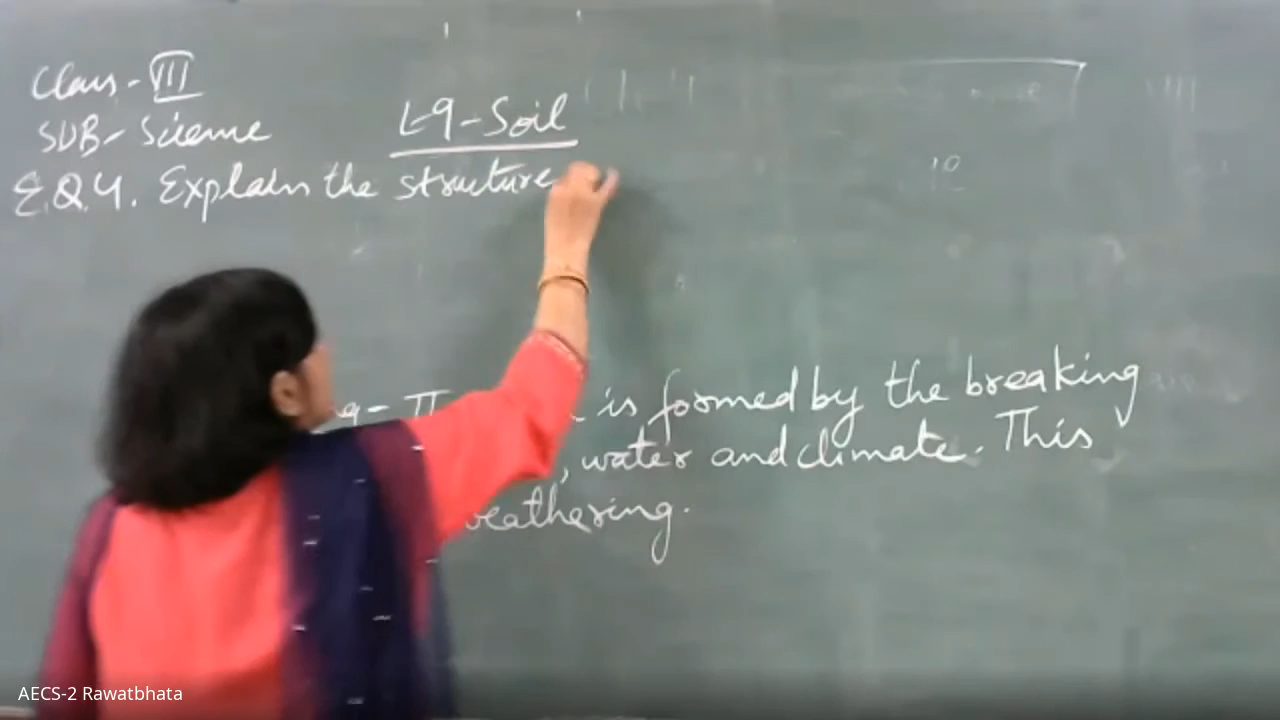 Class - VII
SUB - Science
L-9 - Soil
E.Q4. Explain the structure
is formed by the breaking
, water and climate. This
weathering.
AECS-2 Rawatbhata